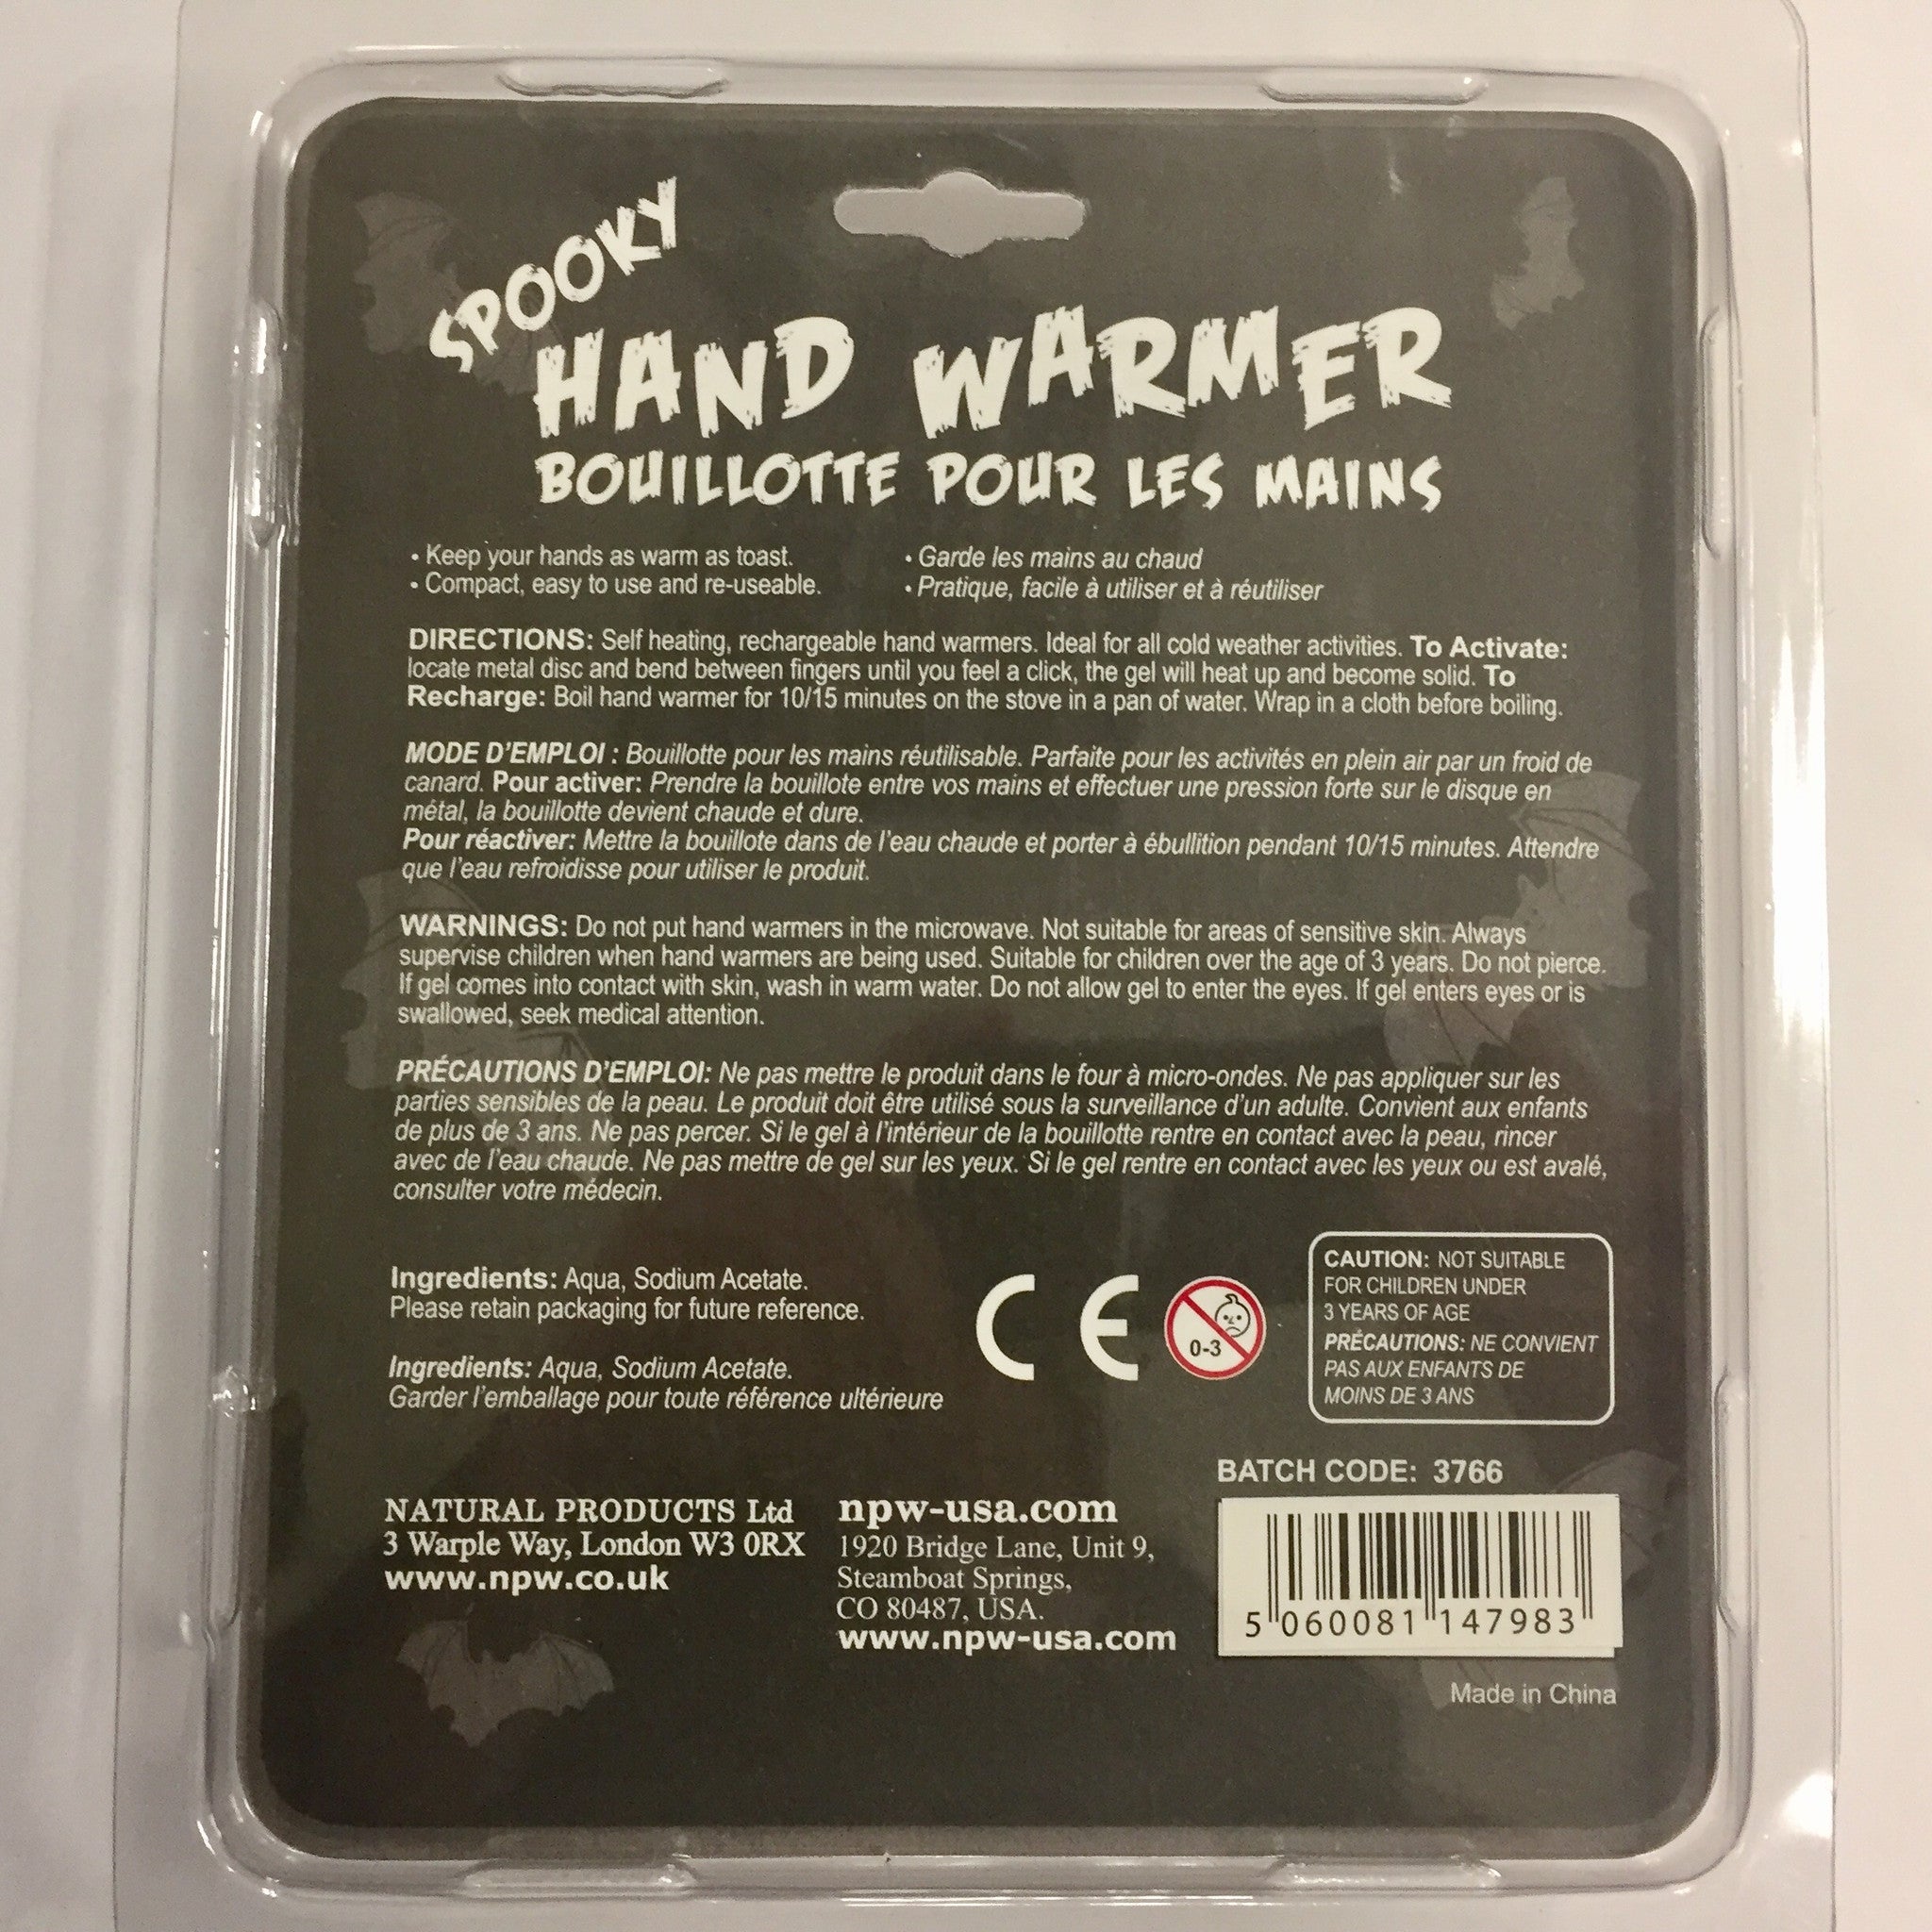 SPOOKY
HAND WARMER
BOUILLOTTE POUR LES MAINS
• Keep your hands as warm as toast.
• Compact, easy to use and re-useable.
• Garde les mains au chaud
• Pratique, facile à utiliser et à réutiliser
DIRECTIONS: Self heating, rechargeable hand warmers. Ideal for all cold weather activities. To Activate:
locate metal disc and bend between fingers until you feel a click, the gel will heat up and become solid. To
Recharge: Boil hand warmer for 10/15 minutes on the stove in a pan of water. Wrap in a cloth before boiling.
MODE D'EMPLOI : Bouillotte pour les mains réutilisable. Parfaite pour les activités en plein air par un froid de
canard. Pour activer: Prendre la bouillote entre vos mains et effectuer une pression forte sur le disque en
métal, la bouillotte devient chaude et dure.
Pour réactiver: Mettre la bouillote dans de l'eau chaude et porter à ébullition pendant 10/15 minutes. Attendre
que l'eau refroidisse pour utiliser le produit.
WARNINGS: Do not put hand warmers in the microwave. Not suitable for areas of sensitive skin. Always
supervise children when hand warmers are being used. Suitable for children over the age of 3 years. Do not pierce.
If gel comes into contact with skin, wash in warm water. Do not allow gel to enter the eyes. If gel enters eyes or is
swallowed, seek medical attention.
PRÉCAUTIONS D'EMPLOI: Ne pas mettre le produit dans le four à micro-ondes. Ne pas appliquer sur les
parties sensibles de la peau. Le produit doit être utilisé sous la surveillance d'un adulte. Convient aux enfants
de plus de 3 ans. Ne pas percer. Si le gel à l'intérieur de la bouillotte rentre en contact avec la peau, rincer
avec de l'eau chaude. Ne pas mettre de gel sur les yeux. Si le gel rentre en contact avec les yeux ou est avalé,
consulter votre médecin.
Ingredients: Aqua, Sodium Acetate.
Please retain packaging for future reference.
Ingredients: Aqua, Sodium Acetate.
Garder l'emballage pour toute référence ultérieure
CE
0-3
CAUTION: NOT SUITABLE
FOR CHILDREN UNDER
3 YEARS OF AGE
PRÉCAUTIONS: NE CONVIENT
PAS AUX ENFANTS DE
MOINS DE 3 ANS
BATCH CODE: 3766
NATURAL PRODUCTS Ltd
3 Warple Way, London W3 0RX
www.npw.co.uk
npw-usa.com
1920 Bridge Lane, Unit 9,
Steamboat Springs,
CO 80487, USA.
www.npw-usa.com
5 060081 147983
Made in China